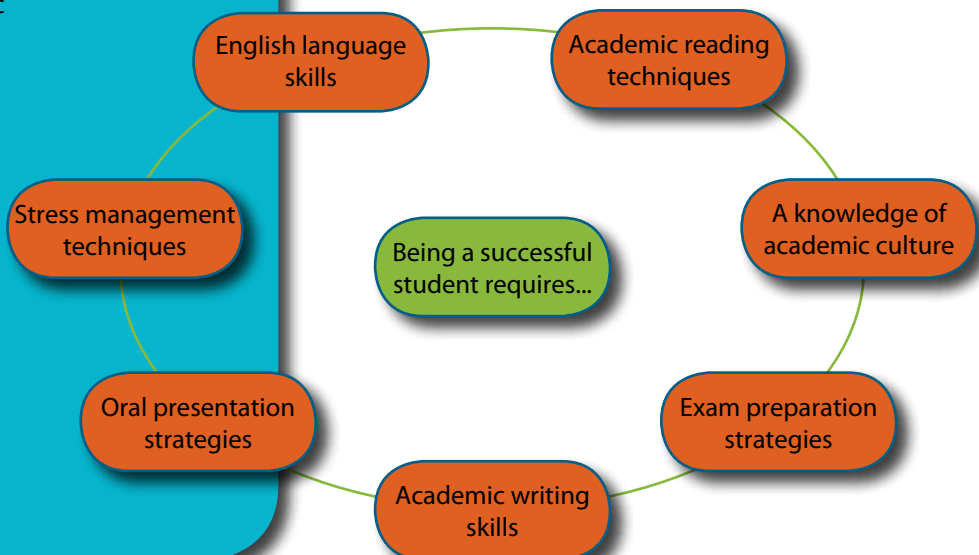 English language
skills
Academic reading
techniques
Stress management
techniques
A knowledge of
academic culture
Being a successful
student requires...
Oral presentation
strategies
Exam preparation
strategies
Academic writing
skills